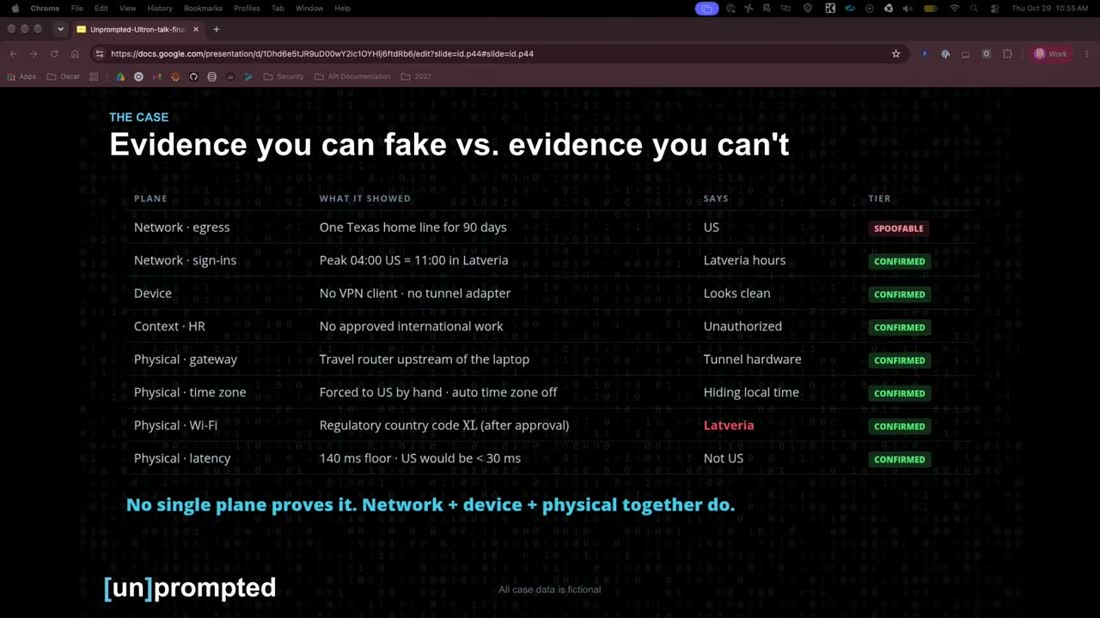 Chrome File Edit View History Bookmarks Profiles Tab Window Help
Thu Oct 29 10:55 AM
Unprompted-Ultron-talk-fina
https://docs.google.com/presentation/d/1Dhd6e5tJR9uD00wY2ic1OYHIj6ftdRb6/edit?slide=id.p44#slide=id.p44
Work
Apps Oscar Security API Documentation 2027
THE CASE
Evidence you can fake vs. evidence you can't
PLANE WHAT IT SHOWED SAYS TIER
Network · egress One Texas home line for 90 days US SPOOFABLE
Network · sign-ins Peak 04:00 US = 11:00 in Latveria Latveria hours CONFIRMED
Device No VPN client · no tunnel adapter Looks clean CONFIRMED
Context · HR No approved international work Unauthorized CONFIRMED
Physical · gateway Travel router upstream of the laptop Tunnel hardware CONFIRMED
Physical · time zone Forced to US by hand · auto time zone off Hiding local time CONFIRMED
Physical · Wi-Fi Regulatory country code XL (after approval) Latveria CONFIRMED
Physical · latency 140 ms floor · US would be < 30 ms Not US CONFIRMED
No single plane proves it. Network + device + physical together do.
[un]prompted
All case data is fictional